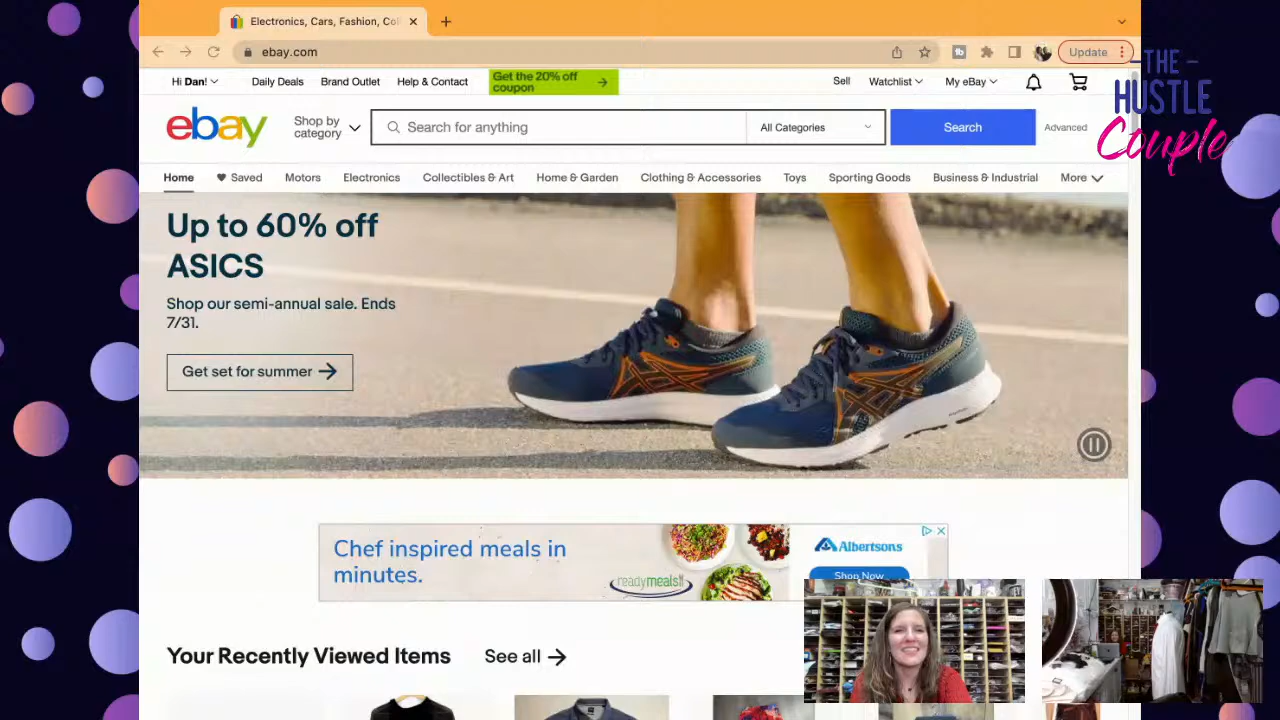 Electronics, Cars, Fashion, Col
ebay.com
Update
THE
HUSTLE
Couple
Hi Dan!
Daily Deals
Brand Outlet
Help & Contact
Get the 20% off
coupon
Sell
Watchlist
My eBay
ebay
Shop by
category
Search for anything
All Categories
Search
Advanced
Home
Saved
Motors
Electronics
Collectibles & Art
Home & Garden
Clothing & Accessories
Toys
Sporting Goods
Business & Industrial
More
Up to 60% off
ASICS
Shop our semi-annual sale. Ends
7/31.
Get set for summer
Chef inspired meals in
minutes.
readymeals!!
Albertsons
Shop Now
Your Recently Viewed Items
See all